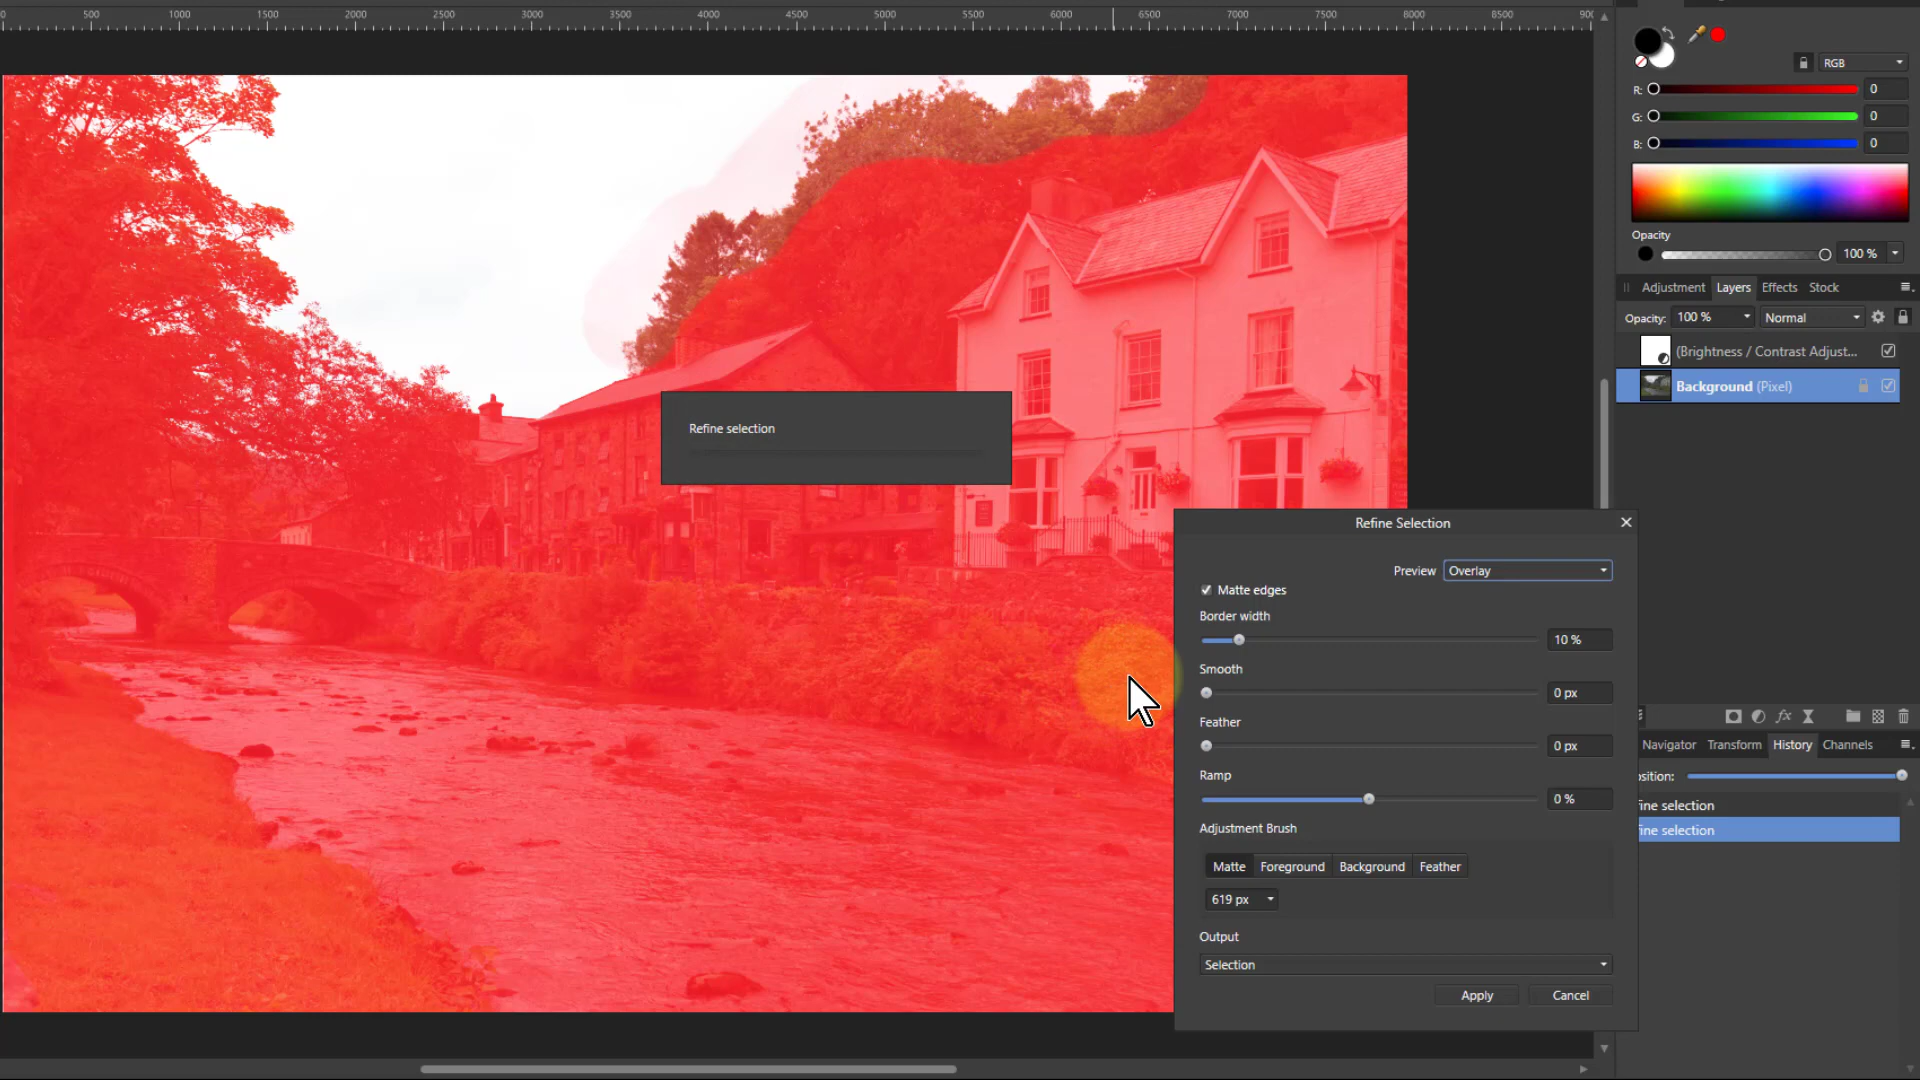 500 1000 1500 2000 2500 3000 3500 4000 4500 5000 5500 6000 6500 7000 7500 8000 8500
RGB
R: 0
G: 0
B: 0
Opacity
100 %
Adjustment Layers Effects Stock
Opacity: 100 % Normal
(Brightness / Contrast Adjust...
Background (Pixel)
Refine selection
Refine Selection
Preview Overlay
Matte edges
Border width
10 %
Smooth
0 px
Feather
0 px
Ramp
0 %
Adjustment Brush
Matte Foreground Background Feather
619 px
Output
Selection
Apply Cancel
Navigator Transform History Channels
sition:
ine selection
ine selection